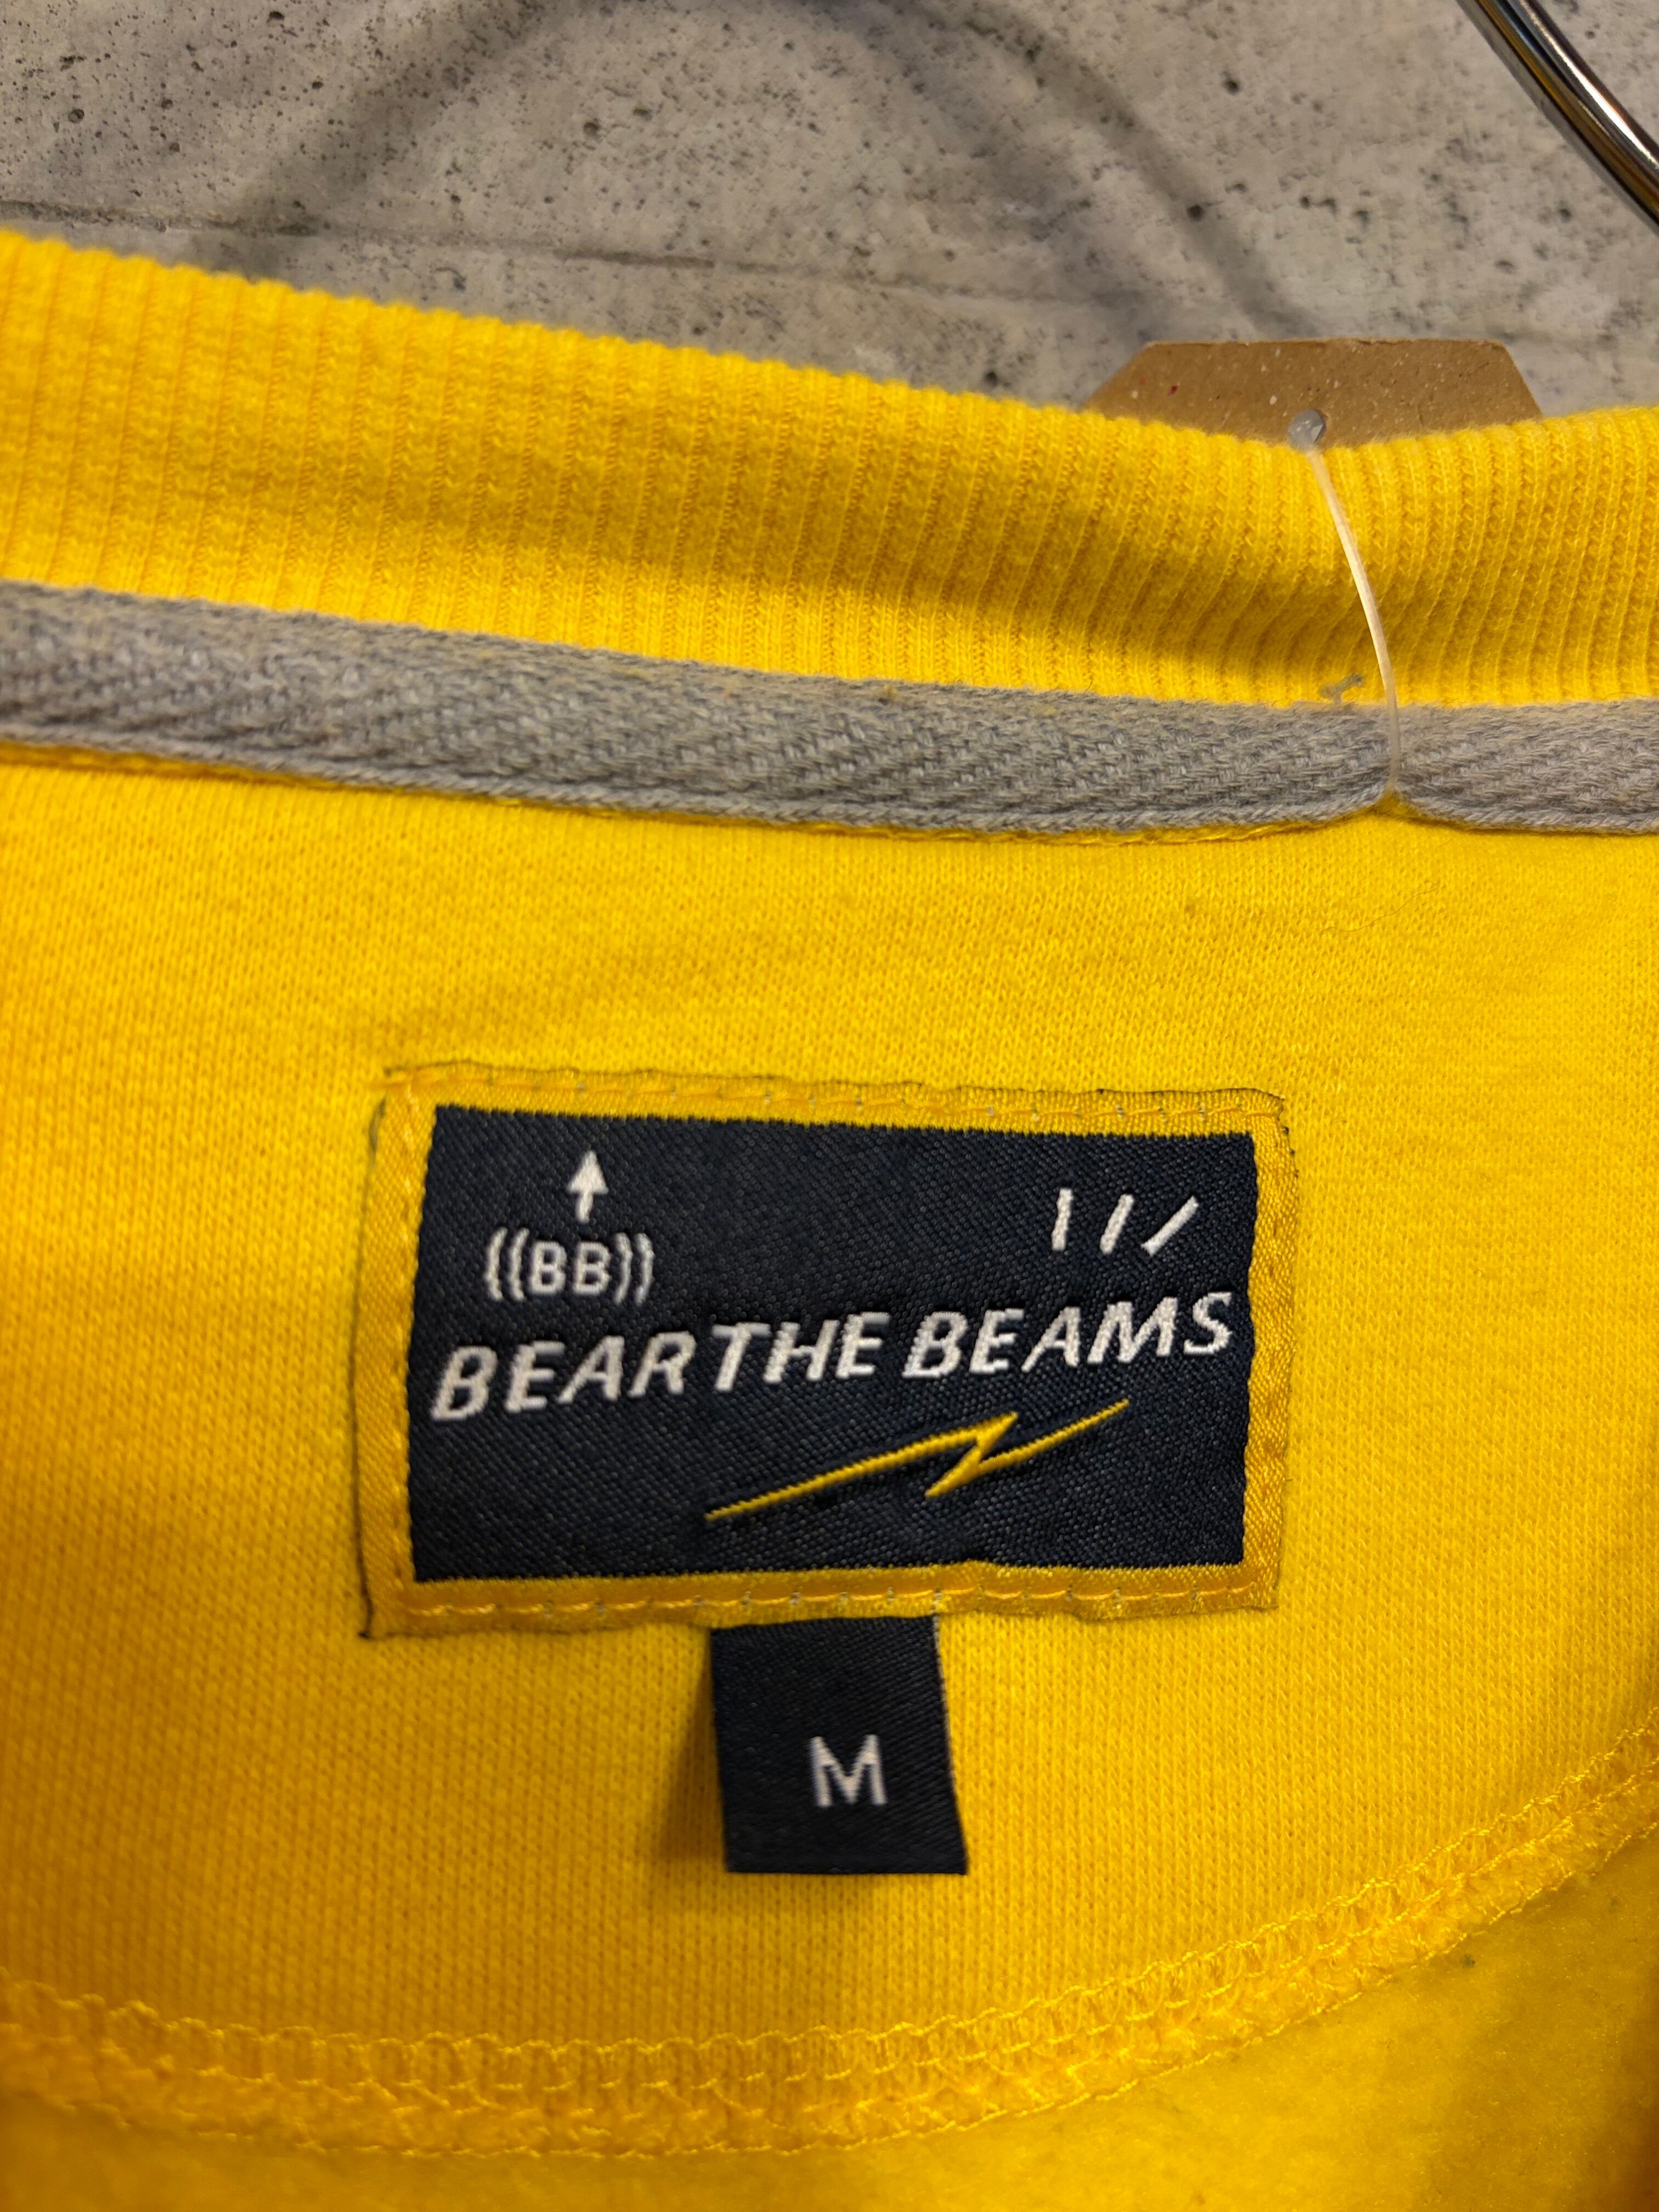 ((BB))
BEAR THE BEAMS
M